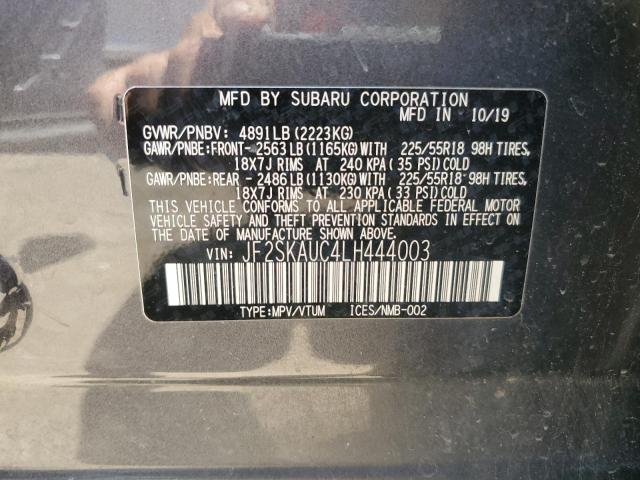 MFD BY SUBARU CORPORATION
MFD IN 10/19
GVWR/PNBV: 4891LB(2223KG)
GAWR/PNBE:FRONT- 2563LB(1165KG)WITH 225/55R18 98H TIRES,
18X7J RIMS AT 240 KPA(35 PSI)COLD
GAWR/PNBE:REAR - 2486LB(1130KG)WITH 225/55R18 98H TIRES,
18X7J RIMS AT 230 KPA(33 PSI)COLD
THIS VEHICLE CONFORMS TO ALL APPLICABLE FEDERAL MOTOR
VEHICLE SAFETY AND THEFT PREVENTION STANDARDS IN EFFECT
ON THE DATE OF MANUFACTURE SHOWN ABOVE.
VIN: JF2SKAUC4LH444003
TYPE:MPV/VTUM ICES/NMB-002